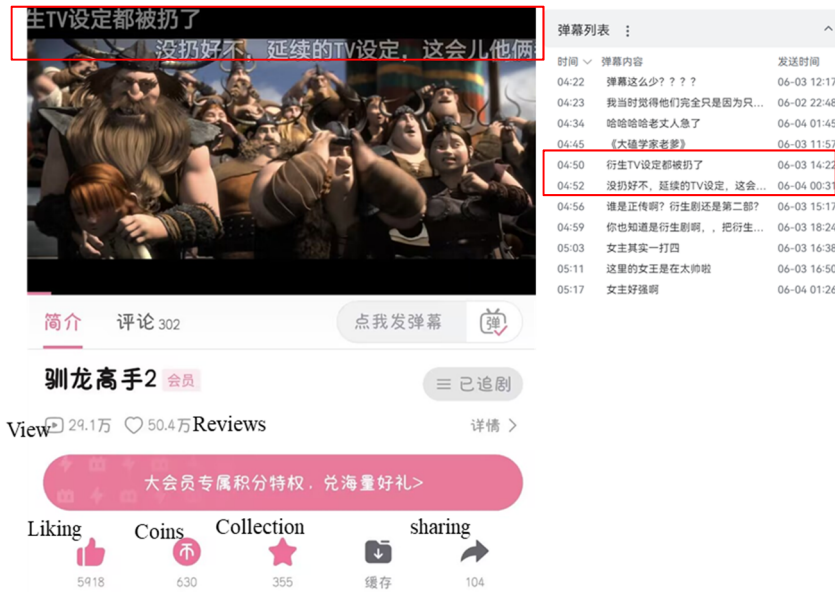 生TV设定都被扔了
没扔好不，延续的TV设定，这会儿他俩
简介
评论 302
点我发弹幕
弹
驯龙高手2 会员
已追剧
View 29.1万 50.4万 Reviews
详情 >
大会员专属积分特权，兑海量好礼>
Liking Coins Collection sharing
5918 630 355 缓存 104
弹幕列表
时间 弹幕内容 发送时间
04:22 弹幕这么少？？？？ 06-03 12:17
04:23 我当时觉得他们完全只是因为只... 06-02 22:48
04:34 哈哈哈哈老丈人急了 06-04 01:45
04:45 《大磕学家老爹》 06-03 11:57
04:50 衍生TV设定都被扔了 06-03 14:22
04:52 没扔好不，延续的TV设定，这会... 06-04 00:31
04:56 谁是正传啊？衍生剧还是第二部？ 06-03 15:17
04:59 你也知道是衍生剧啊，，把衍生... 06-03 18:24
05:03 女主其实一打四 06-03 16:38
05:11 这里的女王是在太帅啦 06-03 16:50
05:17 女主好强啊 06-04 01:26